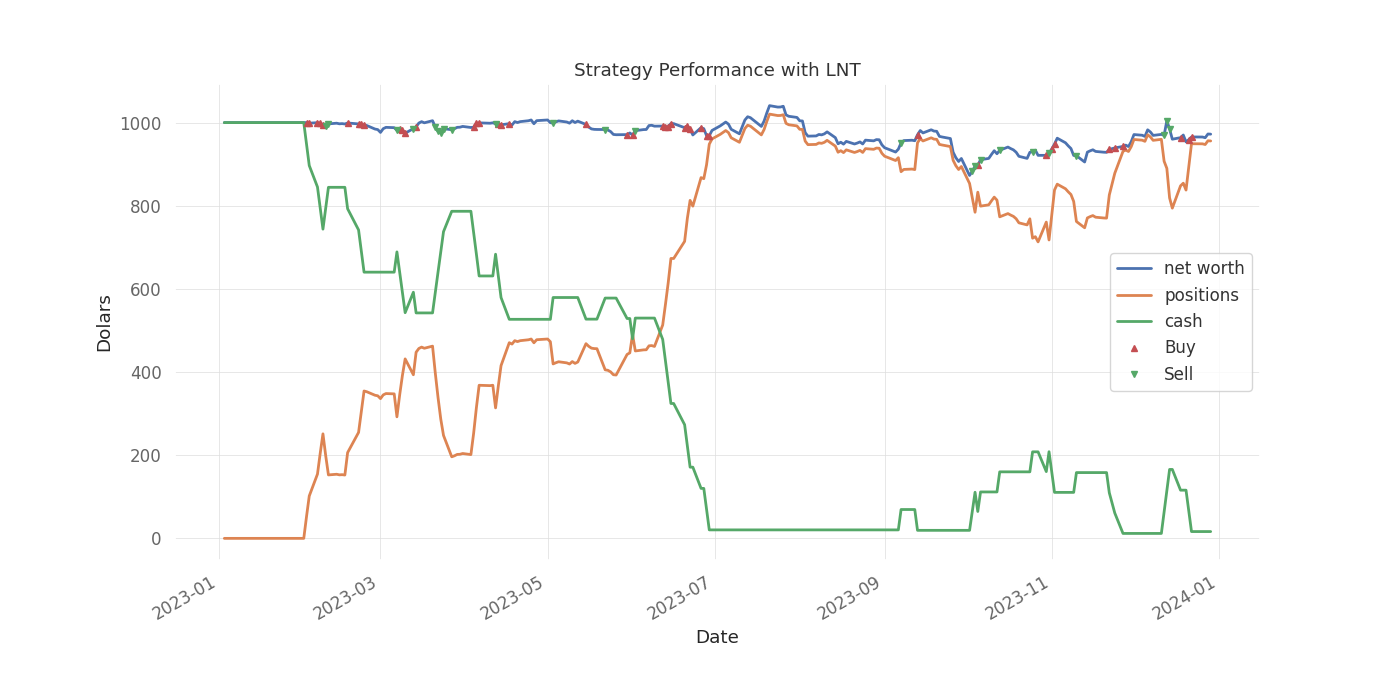 Strategy Performance with LNT
Dolars
1000
800
600
400
200
0
net worth
positions
cash
Buy
Sell
2023-01
2023-03
2023-05
2023-07
2023-09
2023-11
2024-01
Date